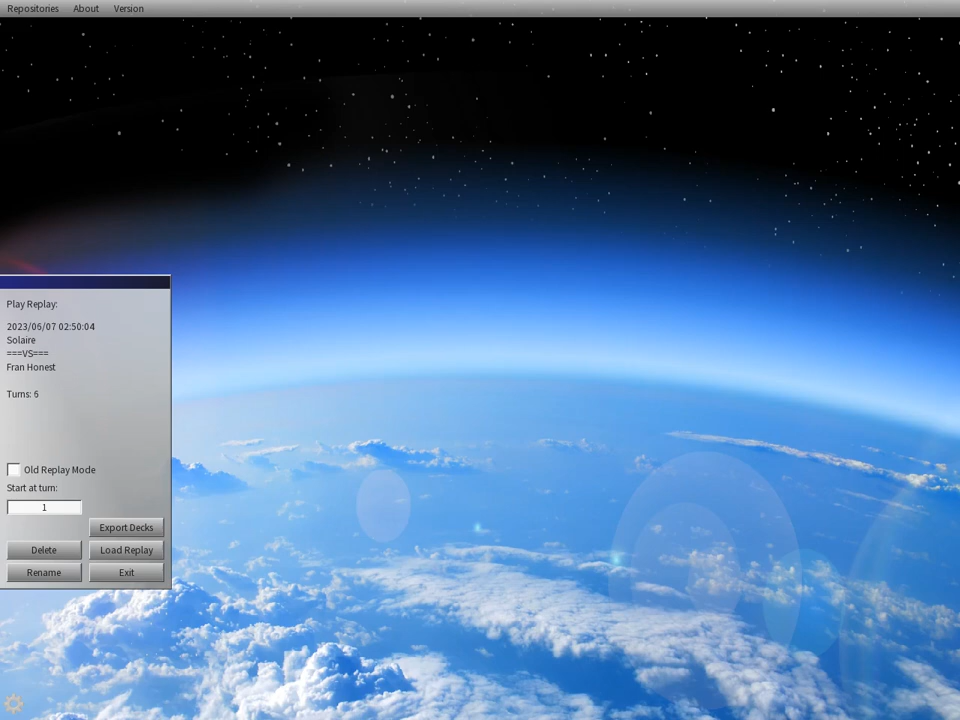 Repositories About Version
Play Replay:
2023/06/07 02:50:04
Solaire
===VS===
Fran Honest
Turns: 6
Old Replay Mode
Start at turn:
1
Export Decks
Delete Load Replay
Rename Exit